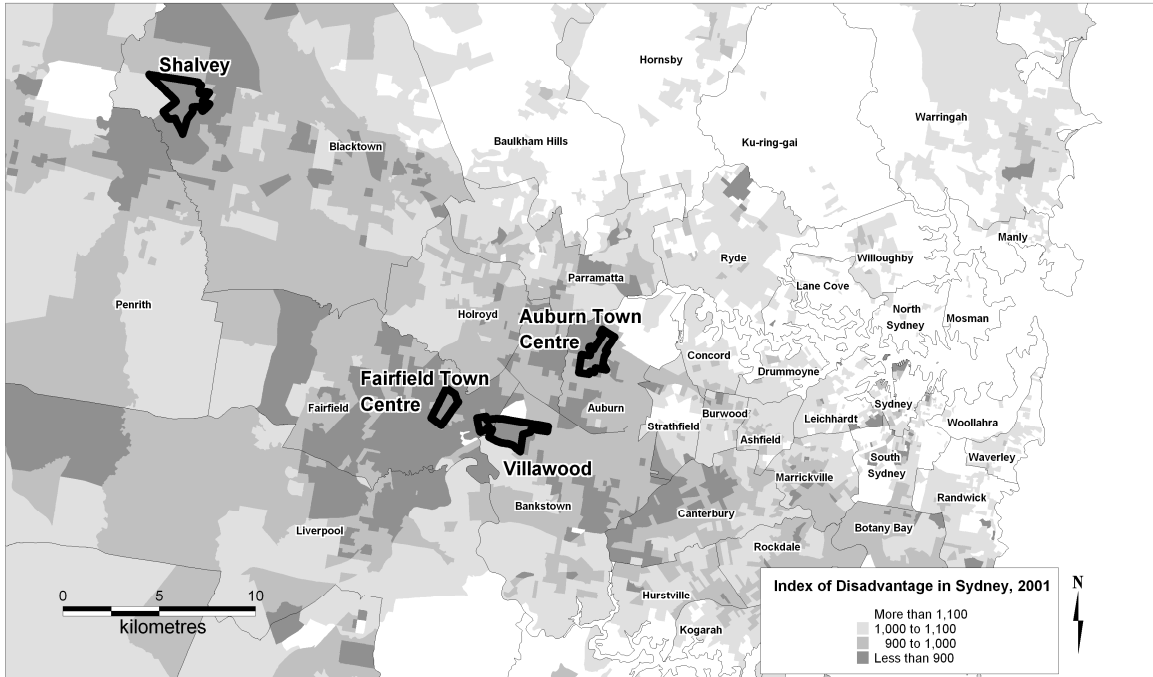 Shalvey
Hornsby
Warringah
Blacktown
Baulkham Hills
Ku-ring-gai
Manly
Ryde
Willoughby
Parramatta
Lane Cove
Penrith
Holroyd
Auburn Town
Centre
North
Sydney
Mosman
Concord
Drummoyne
Fairfield Town
Centre
Fairfield
Auburn
Burwood
Strathfield
Ashfield
Leichhardt
Sydney
Woollahra
Villawood
South
Sydney
Waverley
Marrickville
Randwick
Bankstown
Canterbury
Botany Bay
Liverpool
Rockdale
Hurstville
Kogarah
0 5 10
kilometres
Index of Disadvantage in Sydney, 2001
More than 1,100
1,000 to 1,100
900 to 1,000
Less than 900
N